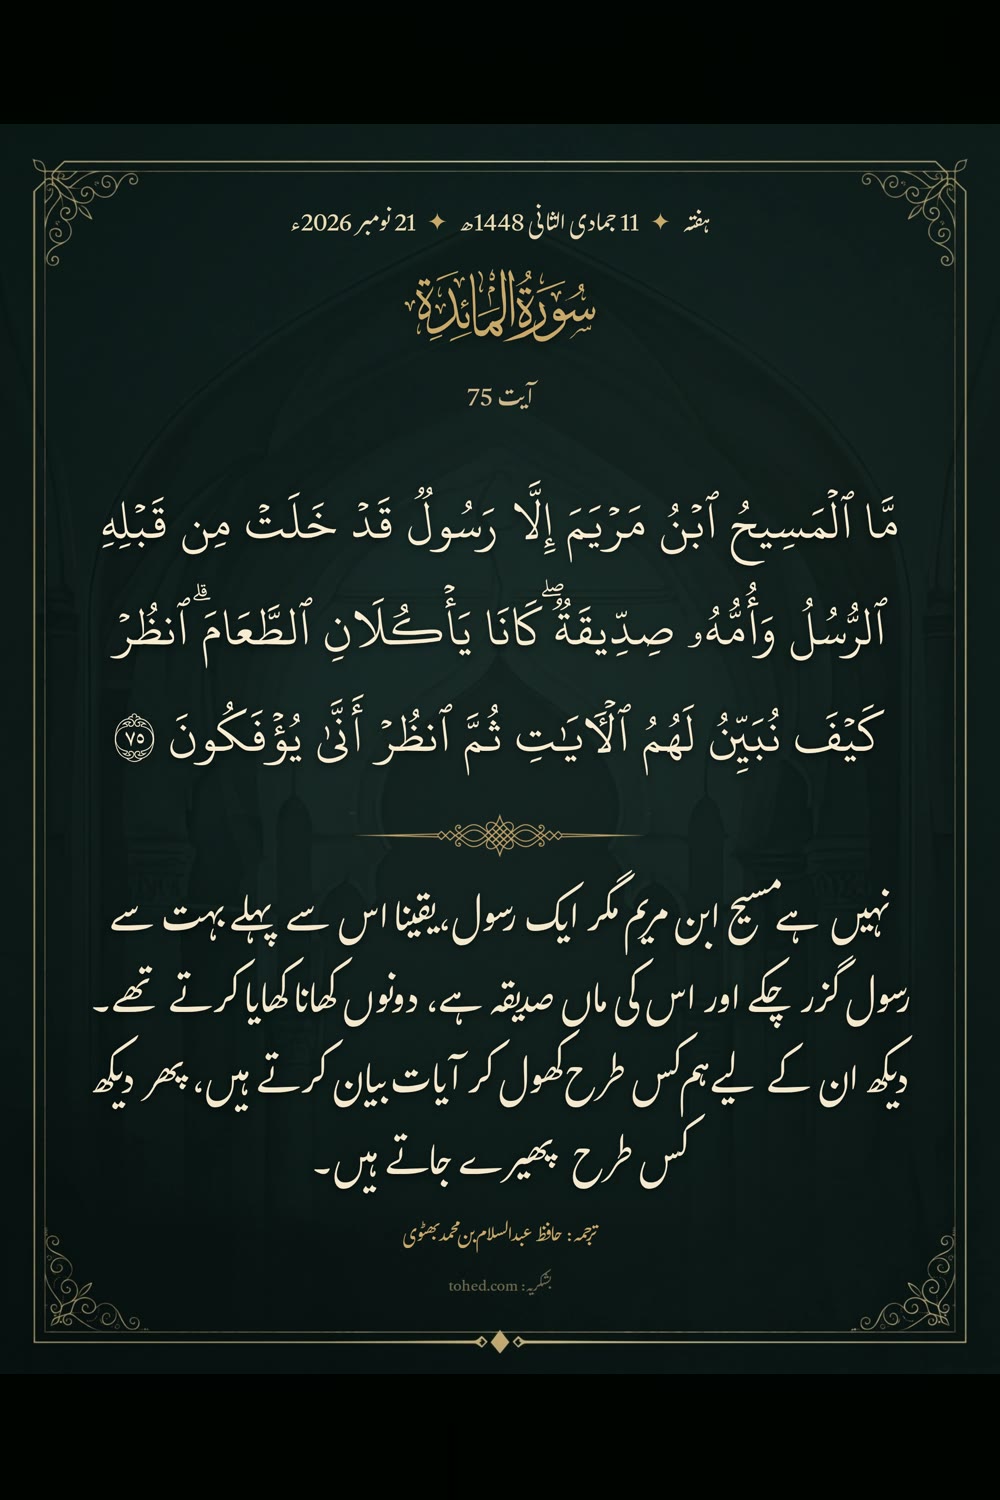 ہفتہ ✦ 11 جمادی الثانی 1448ھ ✦ 21 نومبر 2026ء
سُورَةُ الْمَائِدَة
آیت 75
مَّا ٱلْمَسِيحُ ٱبْنُ مَرْيَمَ إِلَّا رَسُولٌ قَدْ خَلَتْ مِن قَبْلِهِ
ٱلرُّسُلُ وَأُمُّهُۥ صِدِّيقَةٌ ۖ كَانَا يَأْكُلَانِ ٱلطَّعَامَ ۗ ٱنظُرْ
كَيْفَ نُبَيِّنُ لَهُمُ ٱلْآيَـٰتِ ثُمَّ ٱنظُرْ أَنَّىٰ يُؤْفَكُونَ ٧٥
نہیں ہے مسیح ابن مریم مگر ایک رسول، یقینا اس سے پہلے بہت سے
رسول گزر چکے اور اس کی ماں صدیقہ ہے، دونوں کھانا کھایا کرتے تھے۔
دیکھ ان کے لیے ہم کس طرح کھول کر آیات بیان کرتے ہیں، پھر دیکھ
کس طرح پھیرے جاتے ہیں۔
ترجمہ: حافظ عبدالسلام بن محمد بھٹوی
بشکریہ: tohed.com